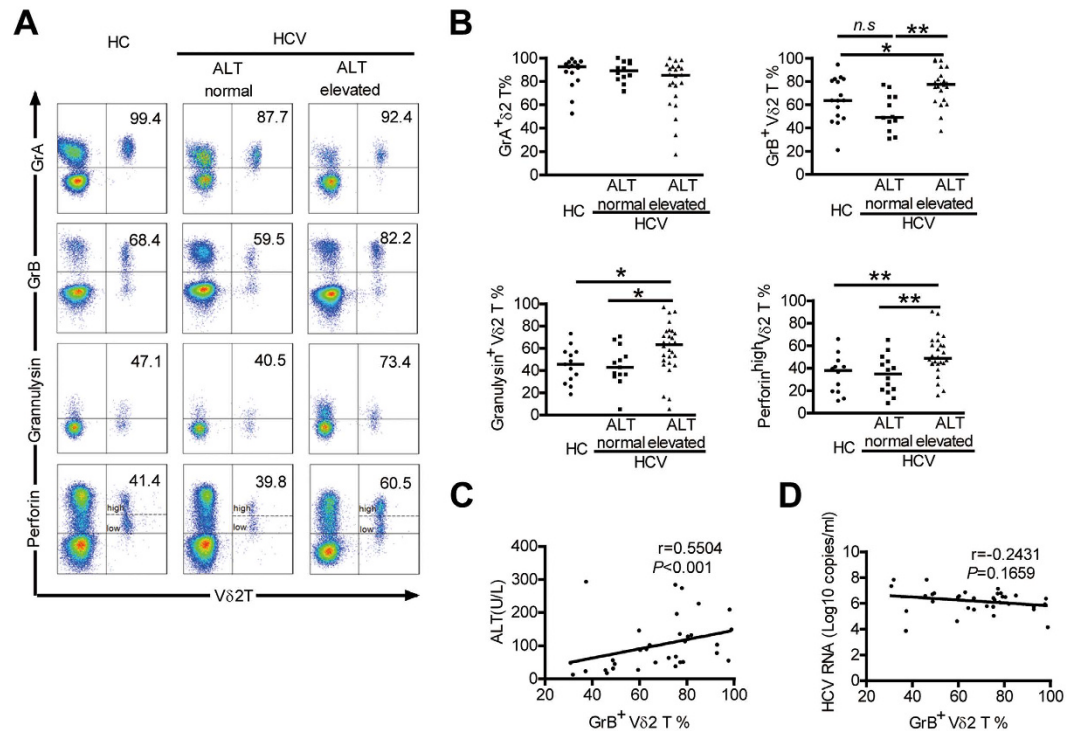 A
HC
HCV
ALT normal
ALT elevated
GrA
99.4
87.7
92.4
GrB
68.4
59.5
82.2
Grannulysin
47.1
40.5
73.4
Perforin
41.4
39.8
60.5
high
low
high
low
high
low
Vδ2T
B
GrA⁺δ2 T%
100
80
60
40
20
0
HC
ALT normal
ALT elevated
HCV
n.s
**
*
GrB⁺ Vδ2 T %
100
80
60
40
20
0
HC
ALT normal
ALT elevated
HCV
*
*
Granulysin⁺ Vδ2 T %
100
80
60
40
20
0
HC
ALT normal
ALT elevated
HCV
**
**
Perforinʰⁱᵍʰ Vδ2 T %
100
80
60
40
20
0
HC
ALT normal
ALT elevated
HCV
C
r=0.5504
P<0.001
ALT(U/L)
400
300
200
100
0
20 40 60 80 100
GrB⁺ Vδ2 T %
D
r=-0.2431
P=0.1659
HCV RNA (Log10 copies/ml)
10
8
6
4
2
0
20 40 60 80 100
GrB⁺ Vδ2 T %